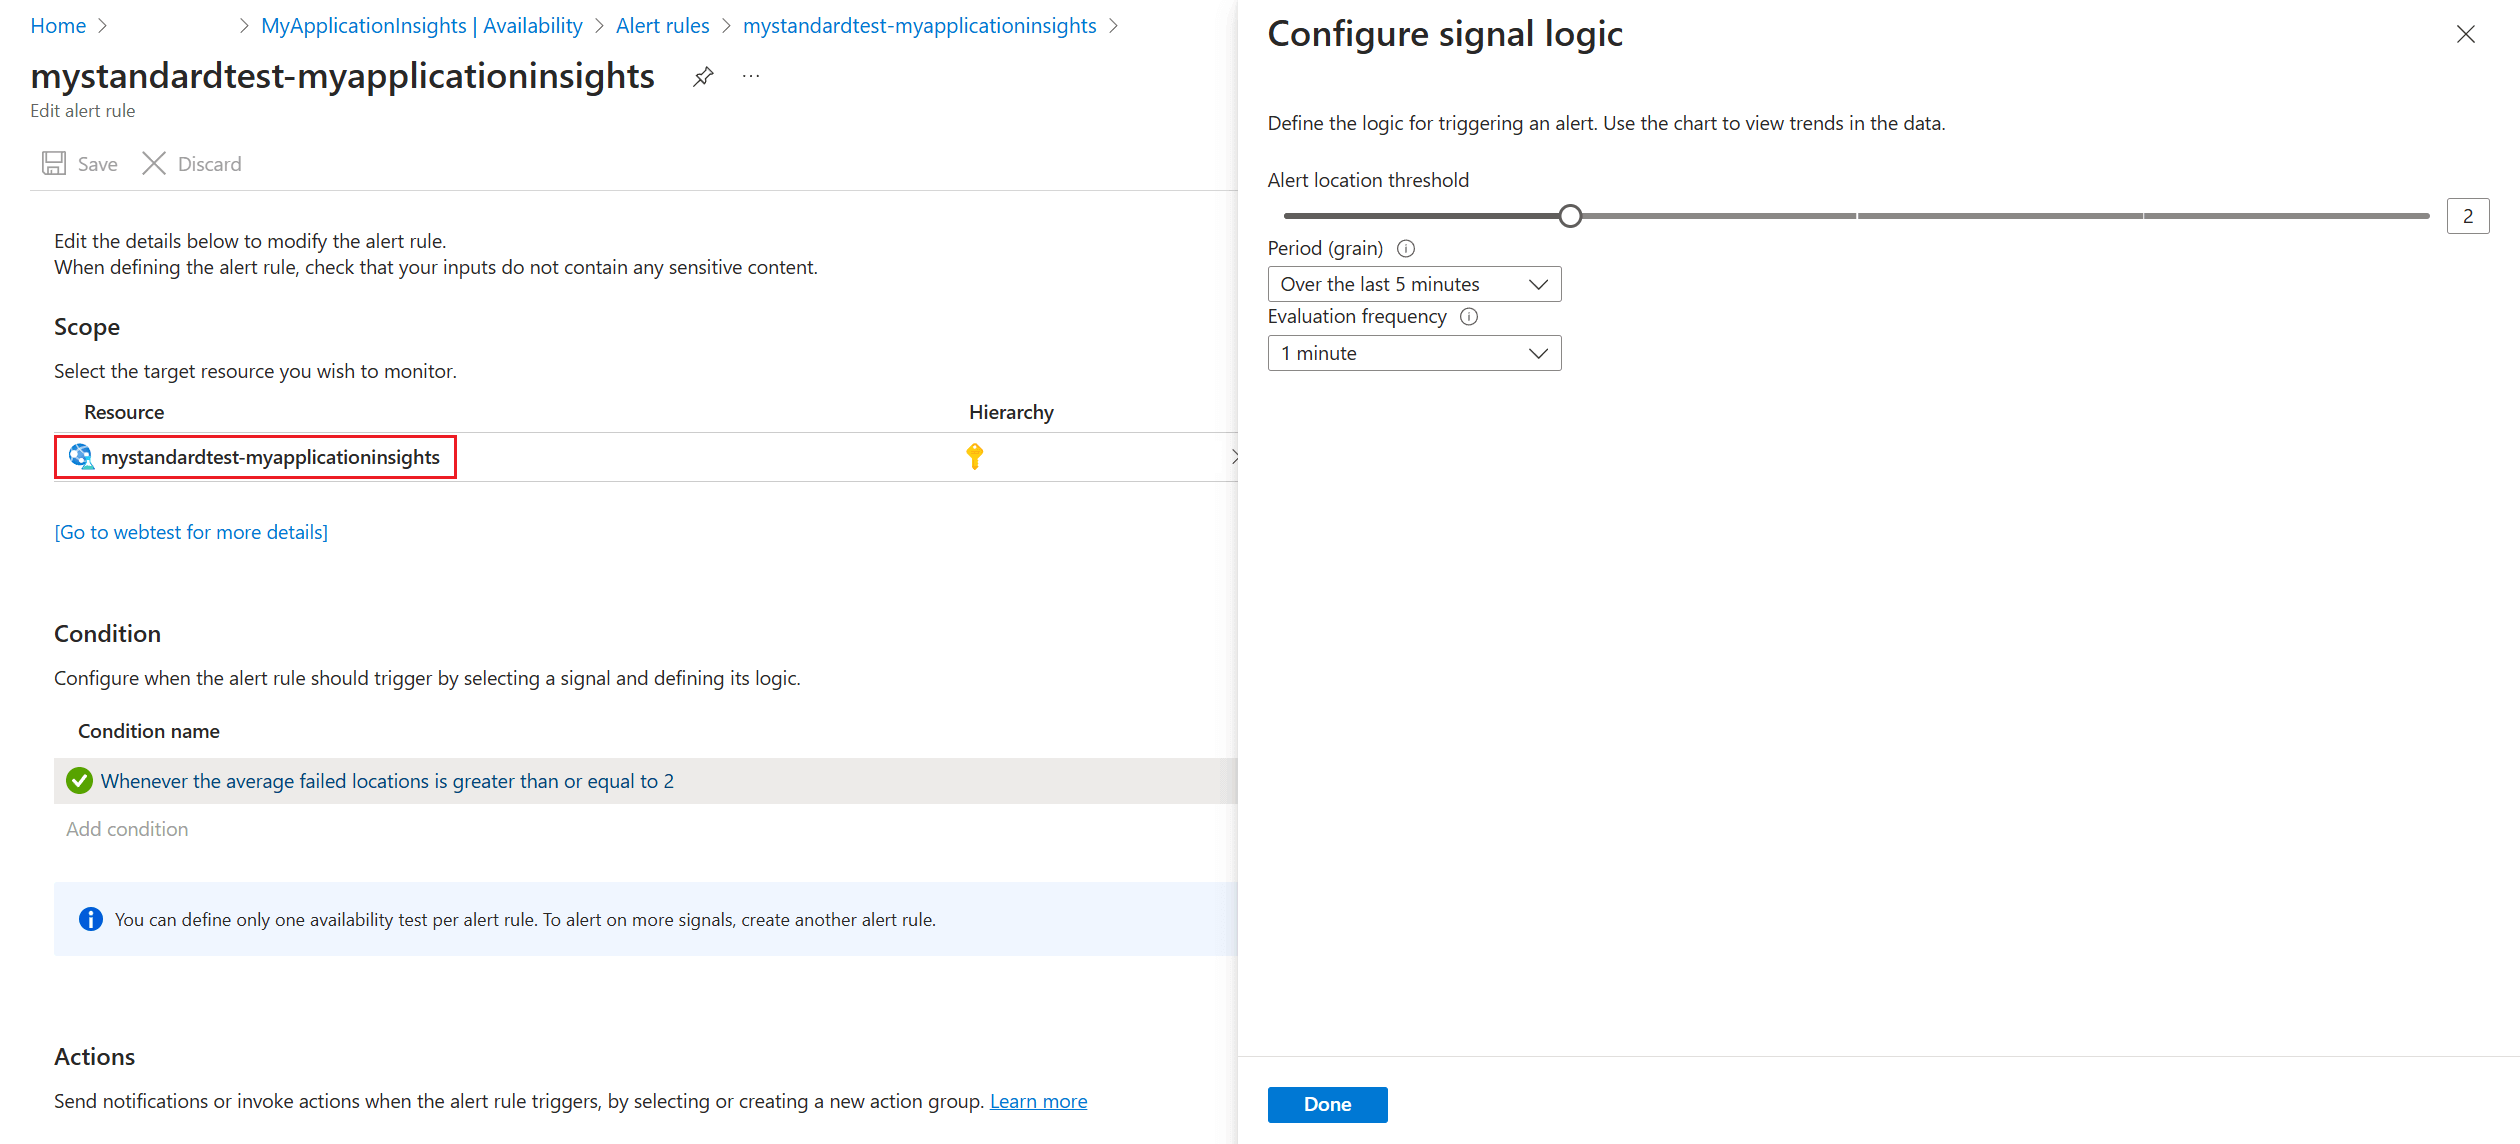 Home > > MyApplicationInsights | Availability > Alert rules > mystandardtest-myapplicationinsights >
mystandardtest-myapplicationinsights ...
Edit alert rule
Save Discard
Edit the details below to modify the alert rule.
When defining the alert rule, check that your inputs do not contain any sensitive content.
Scope
Select the target resource you wish to monitor.
Resource Hierarchy
mystandardtest-myapplicationinsights
[Go to webtest for more details]
Condition
Configure when the alert rule should trigger by selecting a signal and defining its logic.
Condition name
Whenever the average failed locations is greater than or equal to 2
Add condition
You can define only one availability test per alert rule. To alert on more signals, create another alert rule.
Actions
Send notifications or invoke actions when the alert rule triggers, by selecting or creating a new action group. Learn more
Configure signal logic
Define the logic for triggering an alert. Use the chart to view trends in the data.
Alert location threshold
2
Period (grain)
Over the last 5 minutes
Evaluation frequency
1 minute
Done